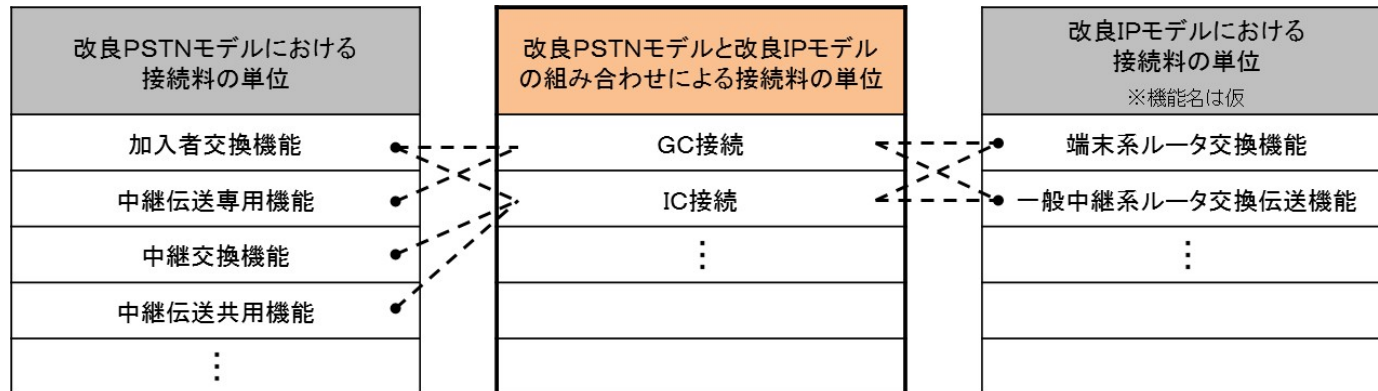 改良PSTNモデルにおける
接続料の単位
加入者交換機能
中継伝送専用機能
中継交換機能
中継伝送共用機能
⋮
改良PSTNモデルと改良IPモデル
の組み合わせによる接続料の単位
GC接続
IC接続
⋮
改良IPモデルにおける
接続料の単位
※機能名は仮
端末系ルータ交換機能
一般中継系ルータ交換伝送機能
⋮